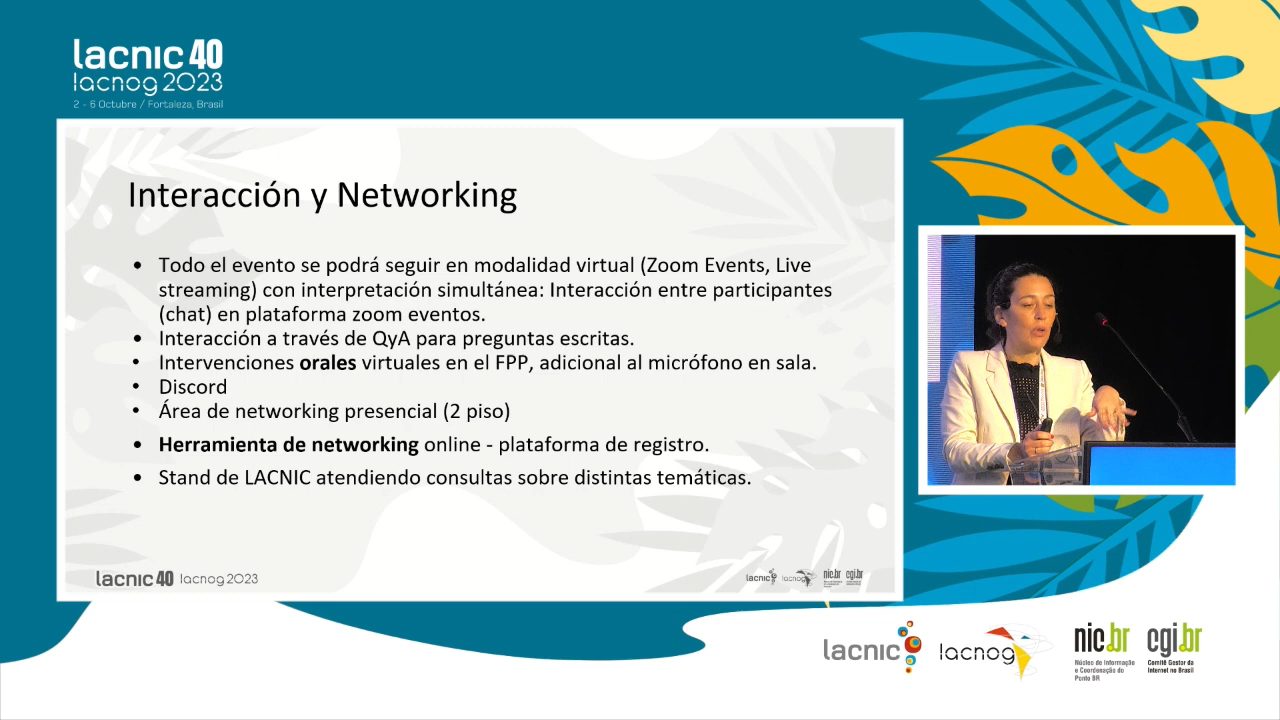 lacnic 40
lacnog 2023
2 - 6 Octubre / Fortaleza, Brasil
Interacción y Networking
• Todo el evento se podrá seguir en modalidad virtual (Zoom Events, Live
streaming) con interpretación simultánea: Interacción entre participantes
(chat) en plataforma zoom eventos.
• Interacción a través de QyA para preguntas escritas.
• Intervenciones orales virtuales en el FPP, adicional al micrófono en sala.
• Discord
• Área de networking presencial (2 piso)
• Herramienta de networking online - plataforma de registro.
• Stand de LACNIC atendiendo consultas sobre distintas temáticas.
lacnic 40 lacnog 2023
lacnic lacnog nic.br cgi.br
lacnic lacnog nic.br cgi.br
Núcleo de Informação
e Coordenação do
Ponto BR
Comitê Gestor da
Internet no Brasil